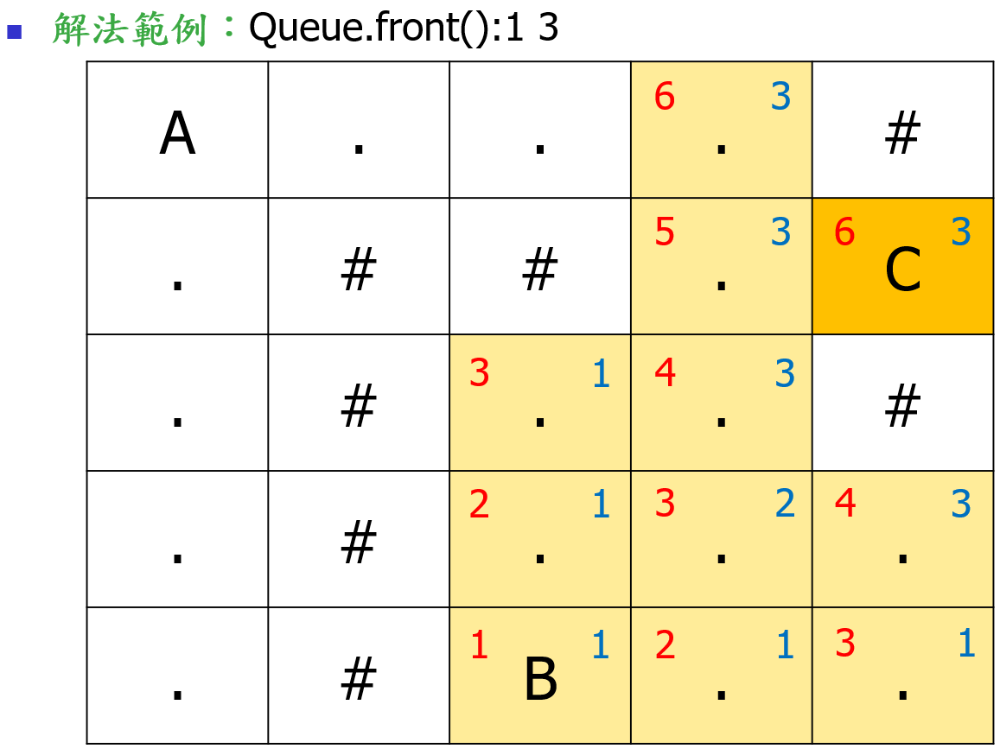 解法範例：Queue.front():1 3
6 3
A . . . #
5 3 6 3
. # # . C
3 1 4 3
. # . . #
2 1 3 2 4 3
. # . . .
1 1 2 1 3 1
. # B . .